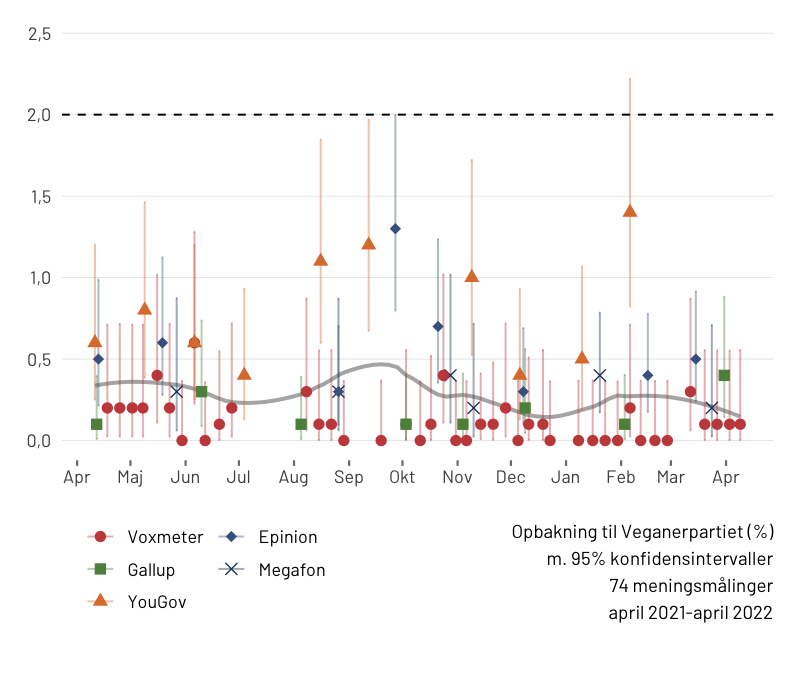 2,5
2,0
1,5
1,0
0,5
0,0
Apr Maj Jun Jul Aug Sep Okt Nov Dec Jan Feb Mar Apr
Voxmeter Epinion
Gallup Megafon
YouGov
Opbakning til Veganerpartiet (%)
m. 95% konfidensintervaller
74 meningsmålinger
april 2021-april 2022